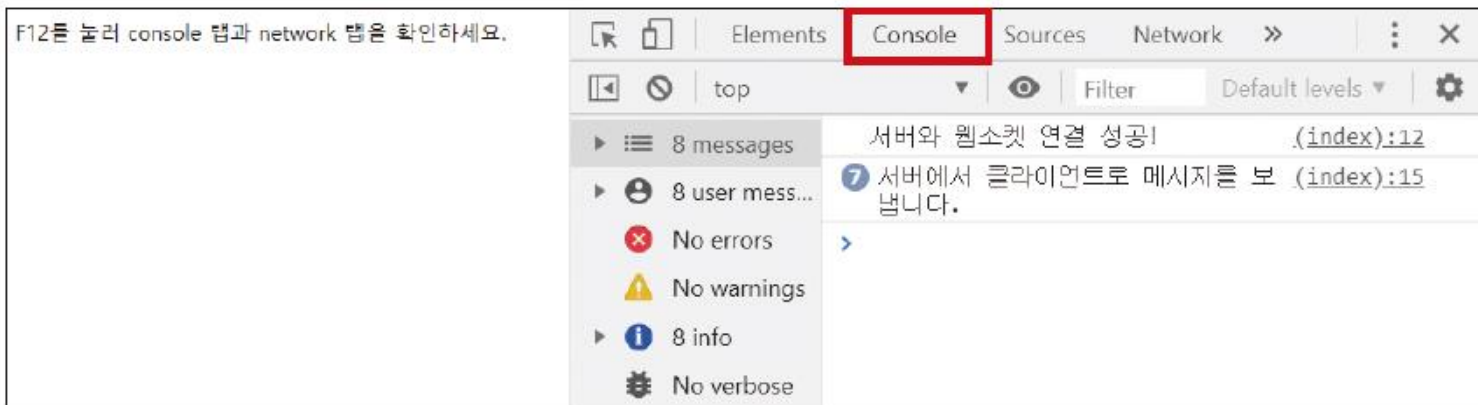 F12를 눌러 console 탭과 network 탭을 확인하세요.
Elements Console Sources Network »
top Filter Default levels
8 messages
8 user mess...
No errors
No warnings
8 info
No verbose
서버와 웹소켓 연결 성공! (index):12
7 서버에서 클라이언트로 메시지를 보 (index):15
냅니다.